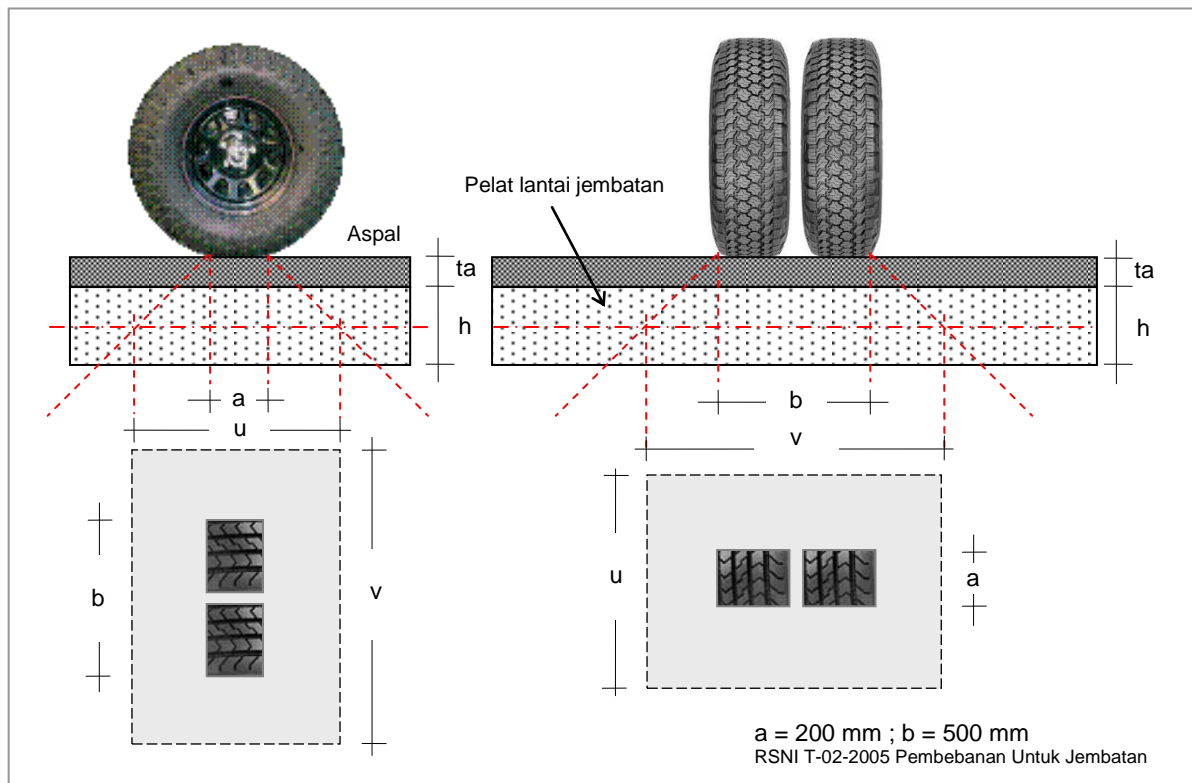 Pelat lantai jembatan
Aspal
ta
h
ta
h
a
u
b
v
b
v
u
a
a = 200 mm ; b = 500 mm
RSNI T-02-2005 Pembebanan Untuk Jembatan